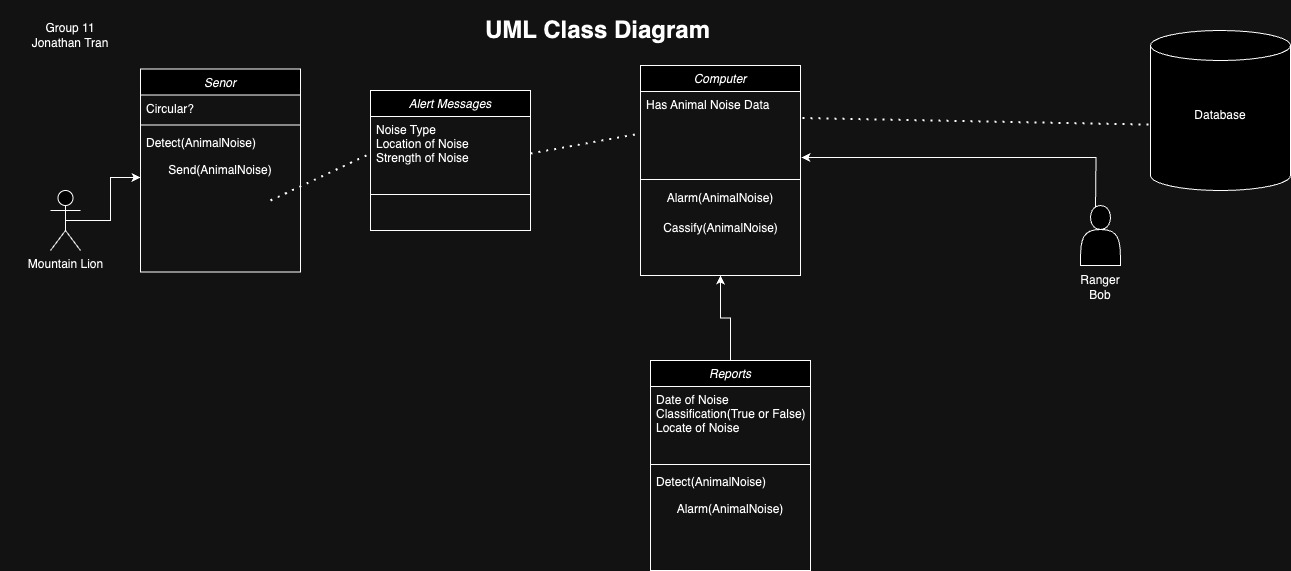 Group 11
Jonathan Tran
UML Class Diagram
Senor
Circular?
Detect(AnimalNoise)
Send(AnimalNoise)
Mountain Lion
Alert Messages
Noise Type
Location of Noise
Strength of Noise
Computer
Has Animal Noise Data
Alarm(AnimalNoise)
Cassify(AnimalNoise)
Database
Ranger
Bob
Reports
Date of Noise
Classification(True or False)
Locate of Noise
Detect(AnimalNoise)
Alarm(AnimalNoise)